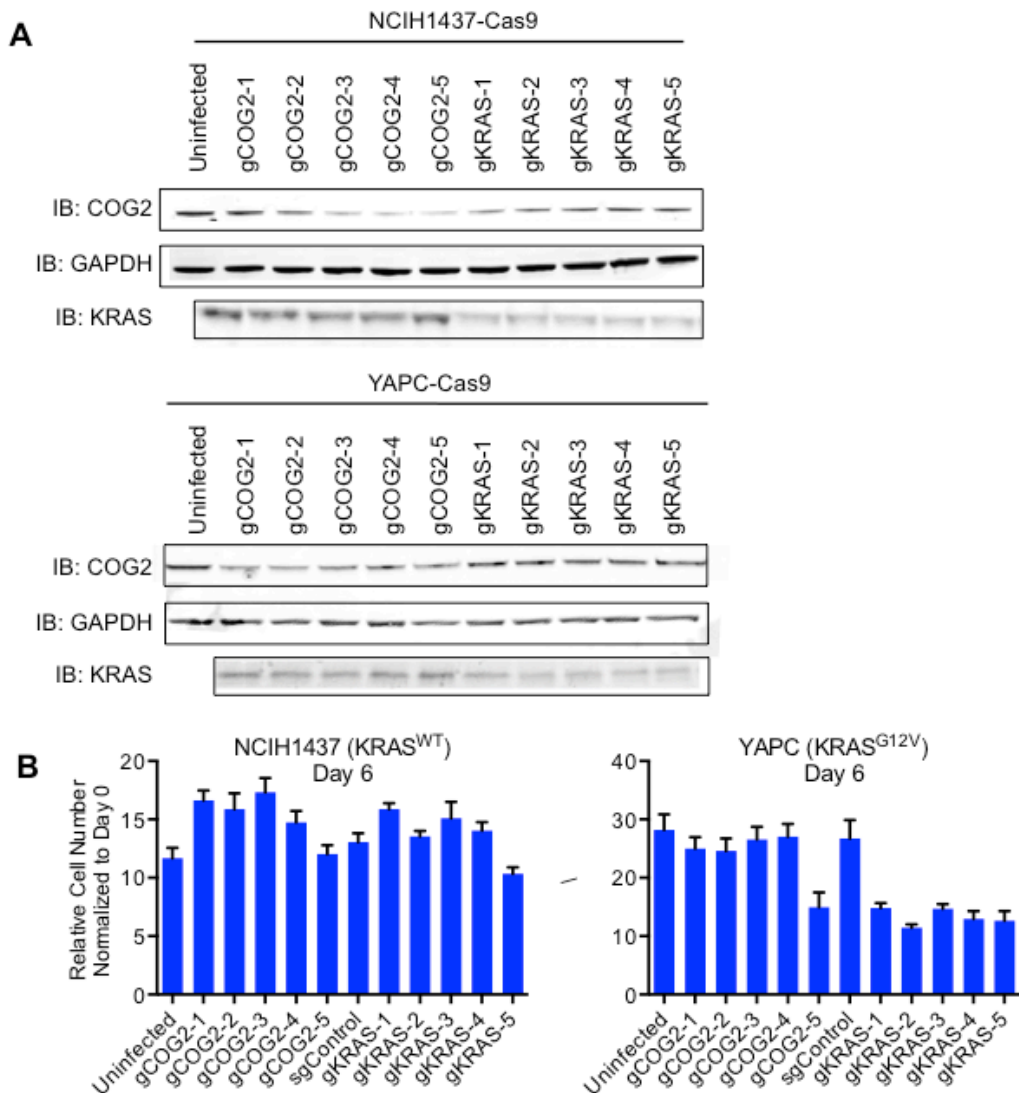 A
NCIH1437-Cas9
Uninfected
gCOG2-1
gCOG2-2
gCOG2-3
gCOG2-4
gCOG2-5
gKRAS-1
gKRAS-2
gKRAS-3
gKRAS-4
gKRAS-5
IB: COG2
IB: GAPDH
IB: KRAS
YAPC-Cas9
Uninfected
gCOG2-1
gCOG2-2
gCOG2-3
gCOG2-4
gCOG2-5
gKRAS-1
gKRAS-2
gKRAS-3
gKRAS-4
gKRAS-5
IB: COG2
IB: GAPDH
IB: KRAS
B
NCIH1437 (KRAS^WT)
Day 6
Relative Cell Number
Normalized to Day 0
20
15
10
5
0
Uninfected
gCOG2-1
gCOG2-2
gCOG2-3
gCOG2-4
gCOG2-5
sgControl
gKRAS-1
gKRAS-2
gKRAS-3
gKRAS-4
gKRAS-5
YAPC (KRAS^G12V)
Day 6
40
30
20
10
0
Uninfected
gCOG2-1
gCOG2-2
gCOG2-3
gCOG2-4
gCOG2-5
sgControl
gKRAS-1
gKRAS-2
gKRAS-3
gKRAS-4
gKRAS-5